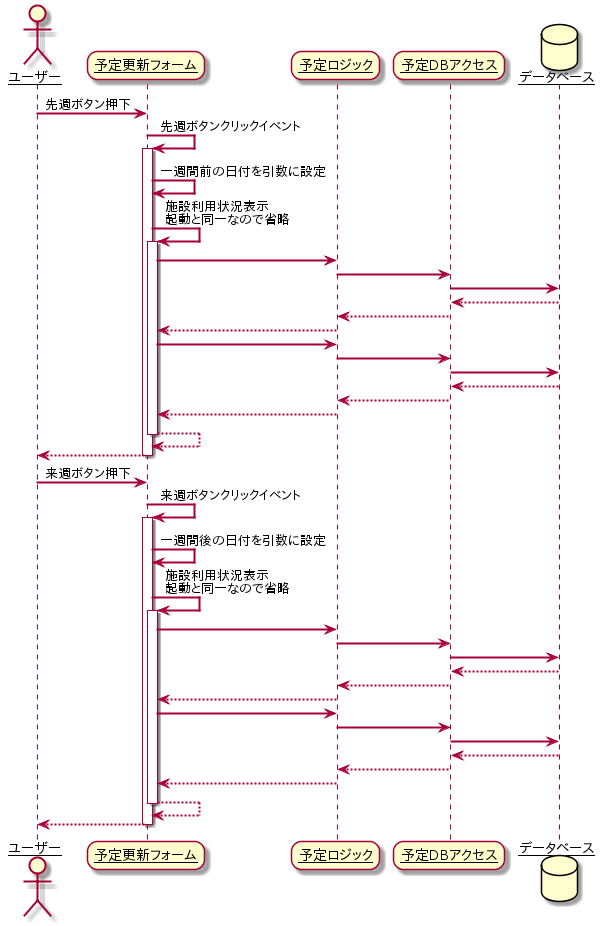 ユーザー
予定更新フォーム
予定ロジック
予定DBアクセス
データベース
先週ボタン押下
先週ボタンクリックイベント
一週間前の日付を引数に設定
施設利用状況表示
起動と同一なので省略
来週ボタン押下
来週ボタンクリックイベント
一週間後の日付を引数に設定
施設利用状況表示
起動と同一なので省略
ユーザー
予定更新フォーム
予定ロジック
予定DBアクセス
データベース